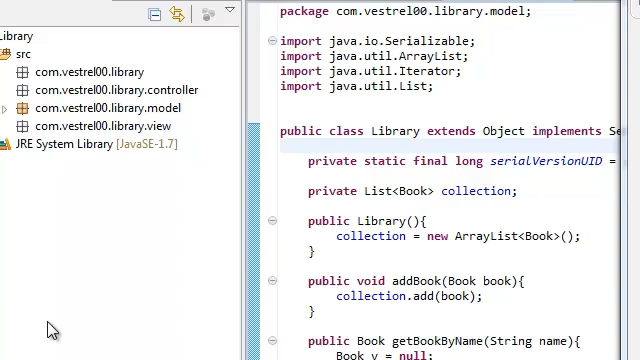 Library
src
com.vestrel00.library
com.vestrel00.library.controller
com.vestrel00.library.model
com.vestrel00.library.view
JRE System Library [JavaSE-1.7]
package com.vestrel00.library.model;
import java.io.Serializable;
import java.util.ArrayList;
import java.util.Iterator;
import java.util.List;
public class Library extends Object implements Se
private static final long serialVersionUID =
private List<Book> collection;
public Library(){
collection = new ArrayList<Book>();
}
public void addBook(Book book){
collection.add(book);
}
public Book getBookByName(String name){
Book v = null;